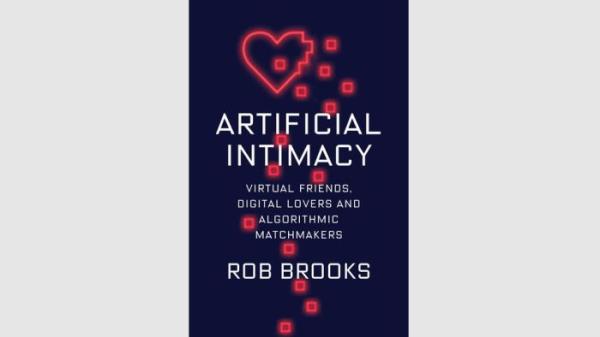 ARTIFICIAL
INTIMACY
VIRTUAL FRIENDS,
DIGITAL LOVERS AND
ALGORITHMIC
MATCHMAKERS
ROB BROOKS